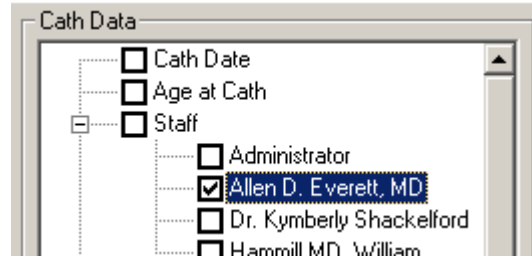 Cath Data
Cath Date
Age at Cath
Staff
Administrator
Allen D. Everett, MD
Dr. Kymberly Shackelford
Hammill MD, William